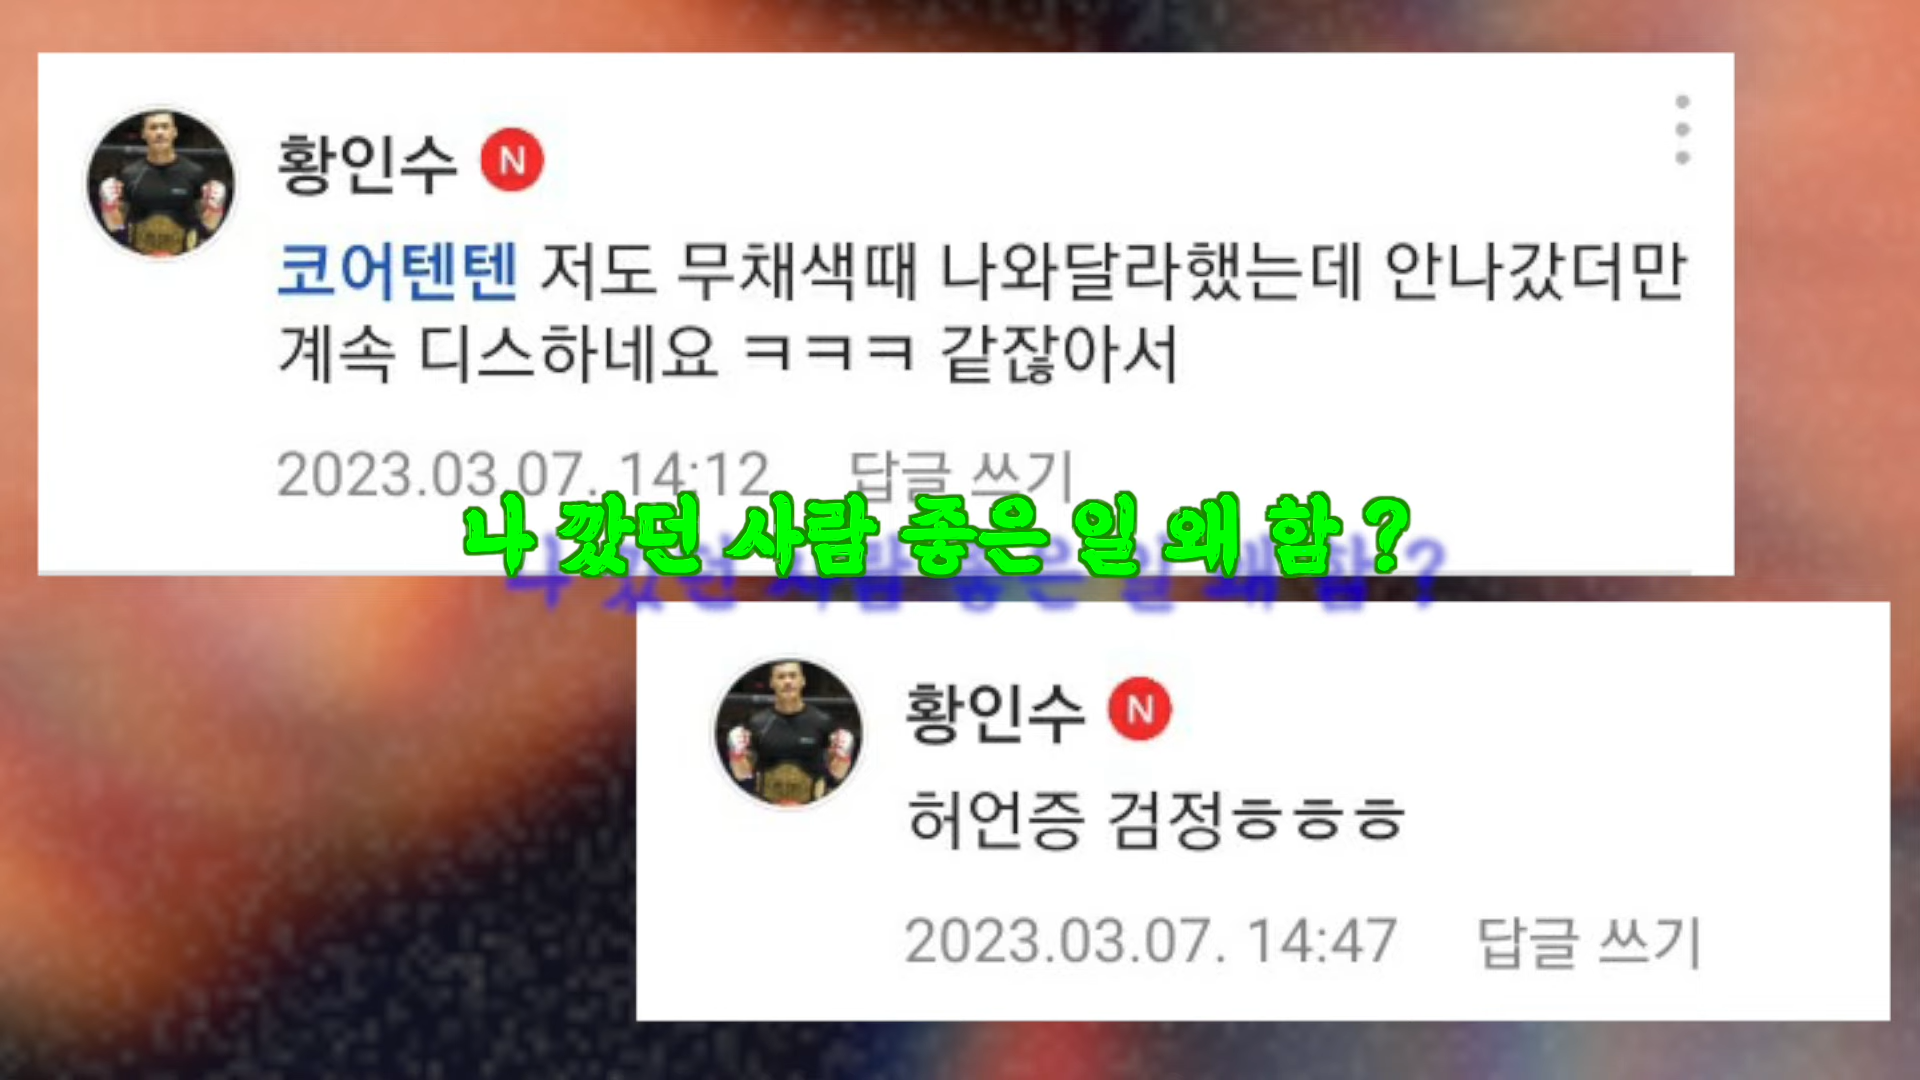 황인수 N
코어텐텐 저도 무채색때 나와달라했는데 안나갔더만
계속 디스하네요 ㅋㅋㅋ 같잖아서
2023.03.07. 14:12 답글 쓰기
나 깠던 사람 좋은 일 왜 함 ?
황인수 N
허언증 검정ㅎㅎㅎ
2023.03.07. 14:47 답글 쓰기